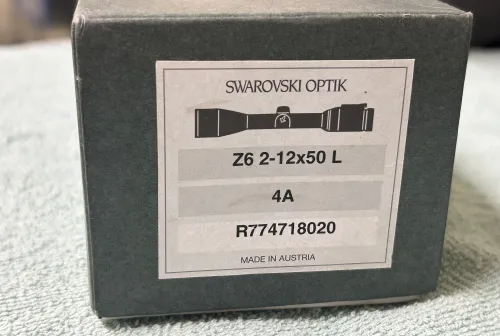 SWAROVSKI OPTIK
Z6 2-12x50 L
4A
R774718020
MADE IN AUSTRIA